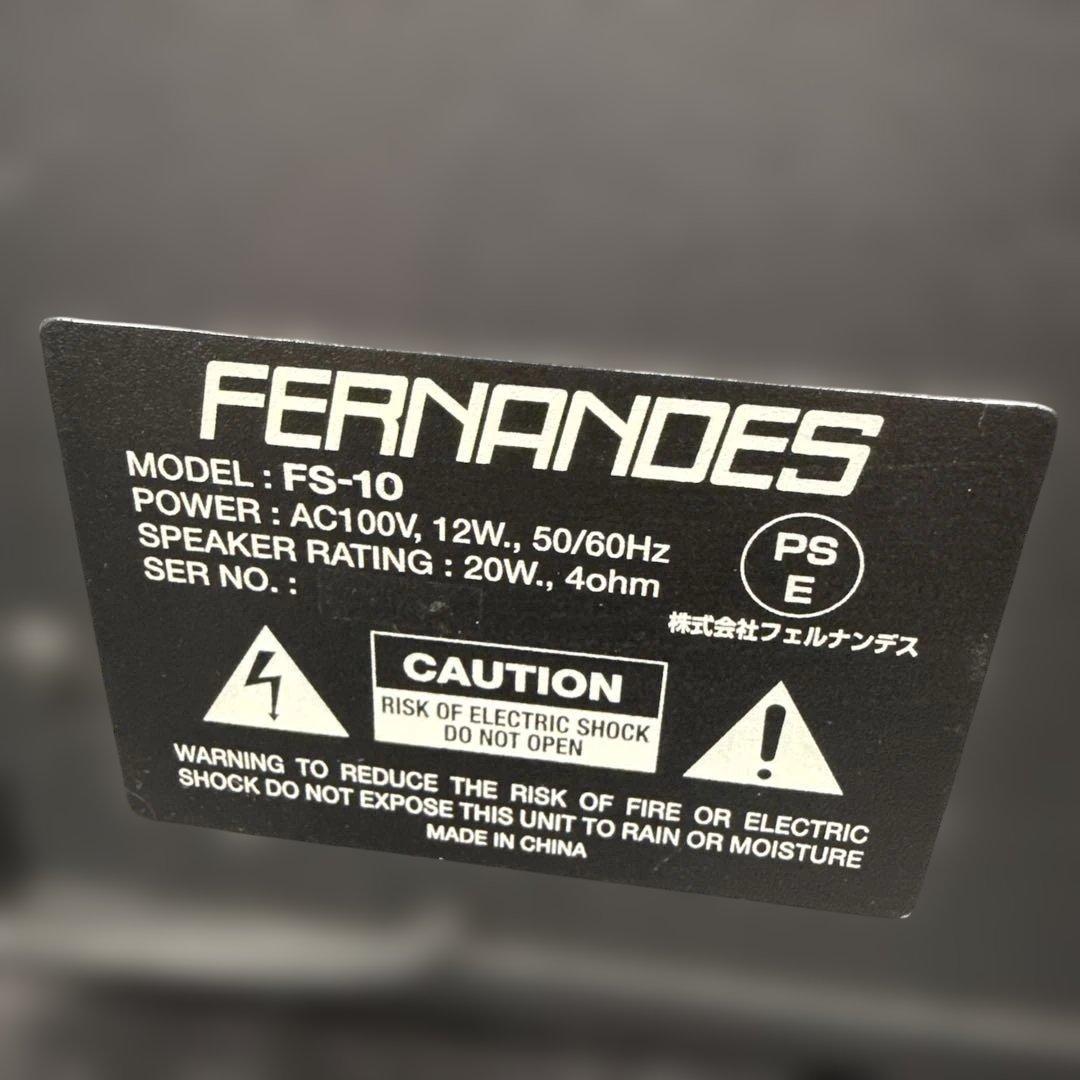 FERNANDES
MODEL : FS-10
POWER : AC100V, 12W., 50/60Hz
SPEAKER RATING : 20W., 4ohm
SER NO. :
PS
E
株式会社フェルナンデス
CAUTION
RISK OF ELECTRIC SHOCK
DO NOT OPEN
WARNING TO REDUCE THE RISK OF FIRE OR ELECTRIC
SHOCK DO NOT EXPOSE THIS UNIT TO RAIN OR MOISTURE
MADE IN CHINA